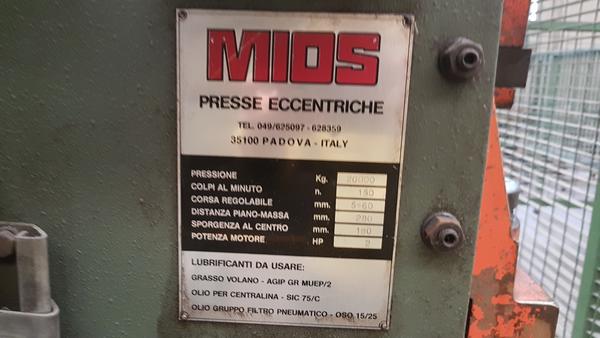 MIOS
PRESSE ECCENTRICHE
TEL. 049/625097 - 628359
35100 PADOVA - ITALY
PRESSIONE Kg. 20000
COLPI AL MINUTO n. 150
CORSA REGOLABILE mm. 5÷60
DISTANZA PIANO-MASSA mm. 280
SPORGENZA AL CENTRO mm. 180
POTENZA MOTORE HP 2
LUBRIFICANTI DA USARE:
GRASSO VOLANO - AGIP GR MUEP/2
OLIO PER CENTRALINA - SIC 75/C
OLIO GRUPPO FILTRO PNEUMATICO - OSO 15/25